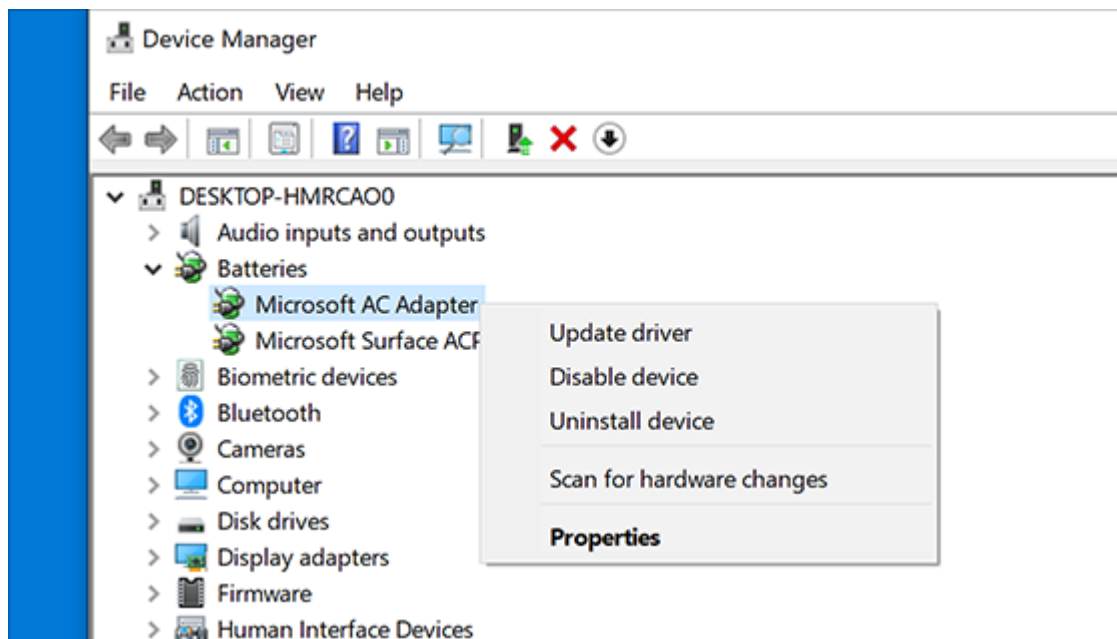 Device Manager
File Action View Help
DESKTOP-HMRCAO0
Audio inputs and outputs
Batteries
Microsoft AC Adapter
Microsoft Surface
Biometric devices
Bluetooth
Cameras
Computer
Disk drives
Display adapters
Firmware
Human Interface Devices
Update driver
Disable device
Uninstall device
Scan for hardware changes
Properties